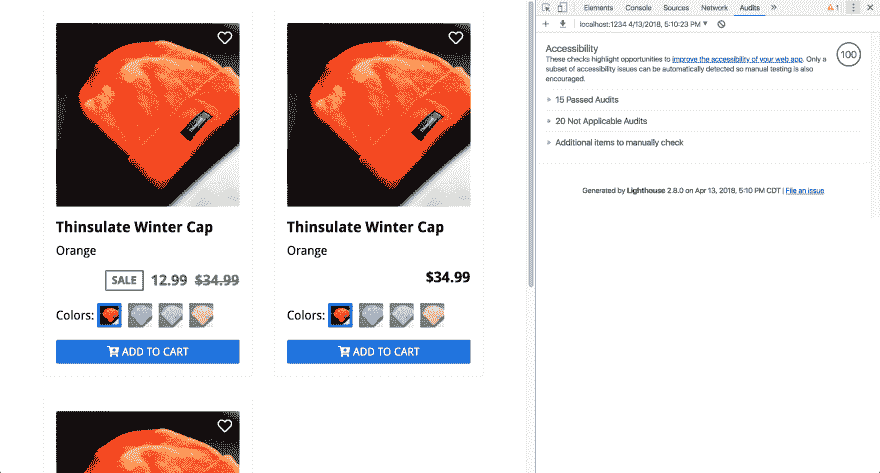 Thinsulate Winter Cap
Orange
SALE 12.99 $34.99
Colors:
ADD TO CART
Thinsulate Winter Cap
Orange
$34.99
Colors:
ADD TO CART
Elements Console Sources Network Audits » 1
localhost:1234 4/13/2018, 5:10:23 PM
Accessibility
These checks highlight opportunities to improve the accessibility of your web app. Only a
subset of accessibility issues can be automatically detected so manual testing is also
encouraged.
100
15 Passed Audits
20 Not Applicable Audits
Additional items to manually check
Generated by Lighthouse 2.8.0 on Apr 13, 2018, 5:10 PM CDT | File an issue